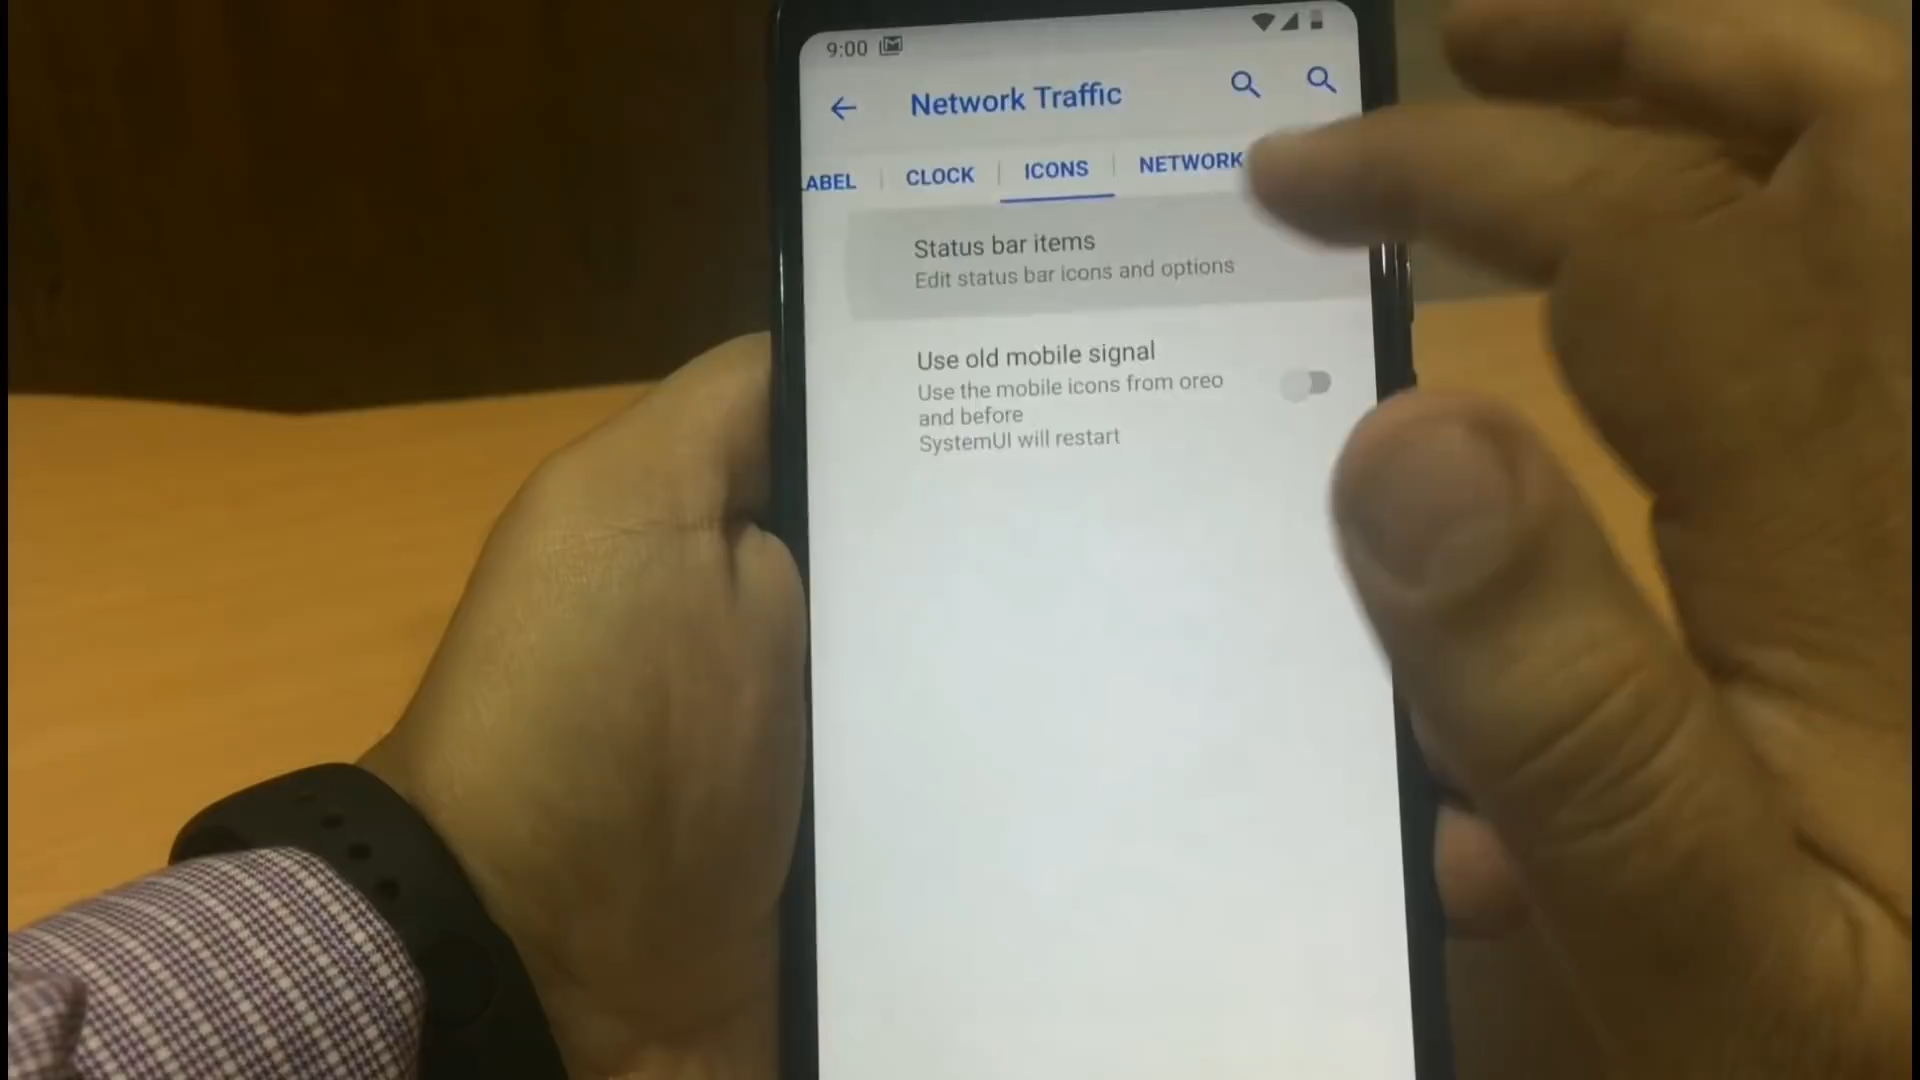 9:00
Network Traffic
ABEL
CLOCK
ICONS
NETWORK
Status bar items
Edit status bar icons and options
Use old mobile signal
Use the mobile icons from oreo
and before
SystemUI will restart